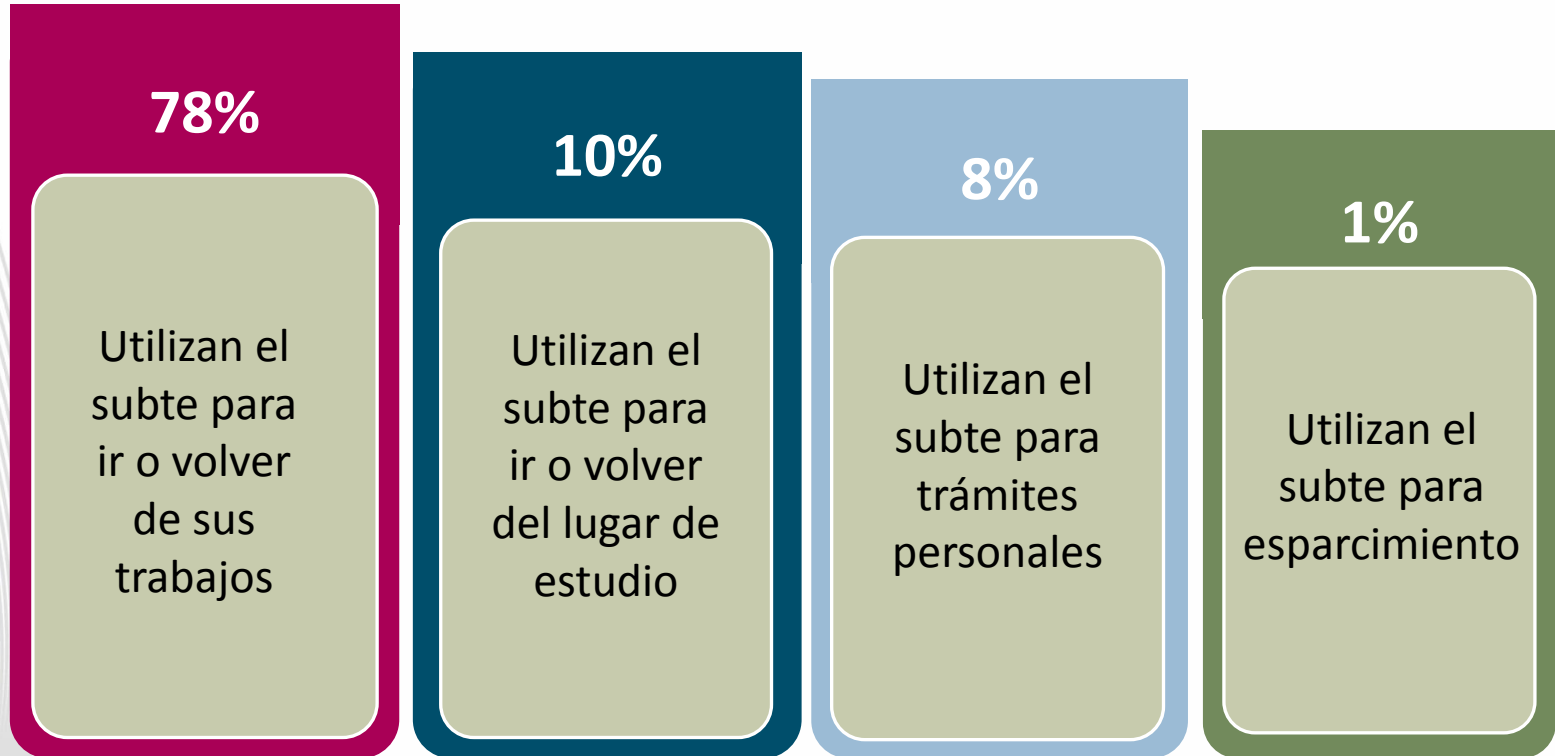 78%
Utilizan el
subte para
ir o volver
de sus
trabajos
10%
Utilizan el
subte para
ir o volver
del lugar de
estudio
8%
Utilizan el
subte para
trámites
personales
1%
Utilizan el
subte para
esparcimiento